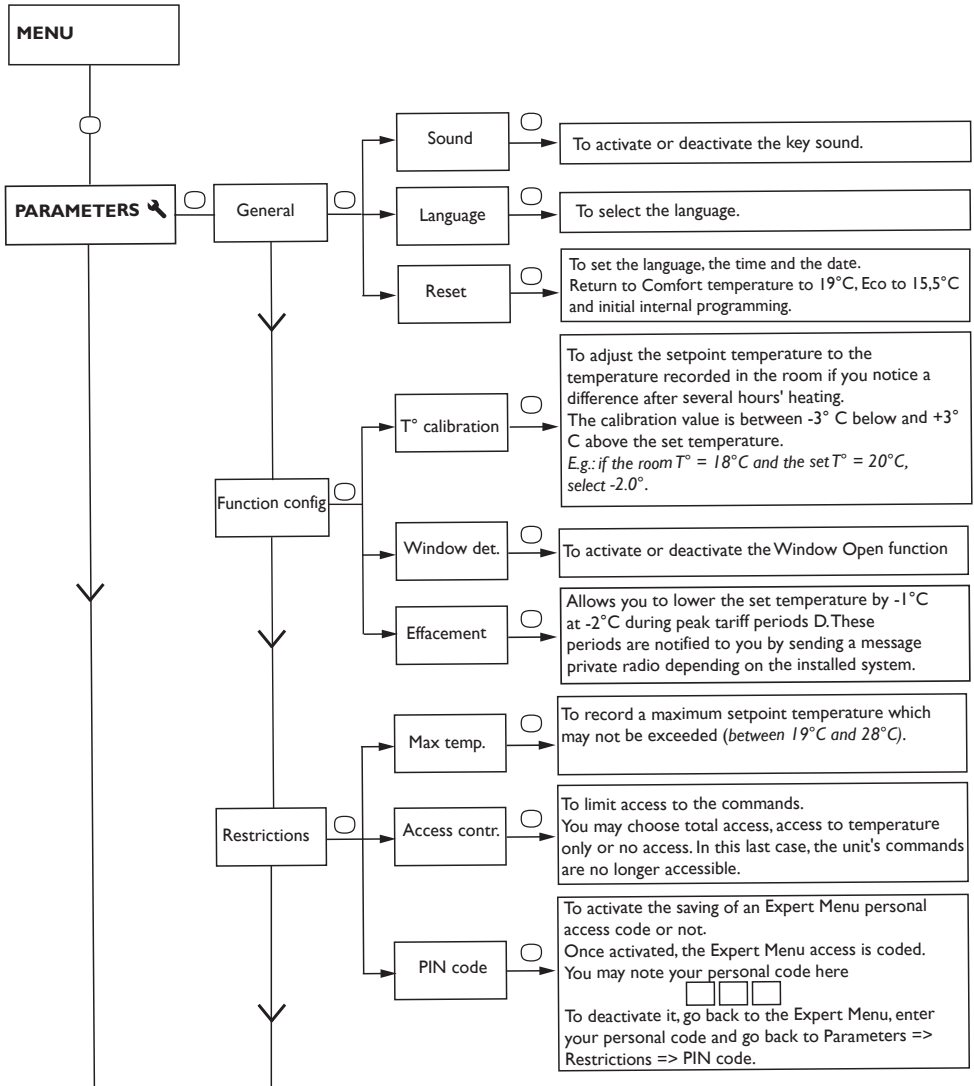 MENU
PARAMETERS
General
Sound
To activate or deactivate the key sound.
Language
To select the language.
Reset
To set the language, the time and the date.
Return to Comfort temperature to 19°C, Eco to 15,5°C
and initial internal programming.
Function config
T° calibration
To adjust the setpoint temperature to the
temperature recorded in the room if you notice a
difference after several hours' heating.
The calibration value is between -3° C below and +3°
C above the set temperature.
E.g.: if the room T° = 18°C and the set T° = 20°C,
select -2.0°.
Window det.
To activate or deactivate the Window Open function
Effacement
Allows you to lower the set temperature by -1°C
at -2°C during peak tariff periods D. These
periods are notified to you by sending a message
private radio depending on the installed system.
Restrictions
Max temp.
To record a maximum setpoint temperature which
may not be exceeded (between 19°C and 28°C).
Access contr.
To limit access to the commands.
You may choose total access, access to temperature
only or no access. In this last case, the unit's commands
are no longer accessible.
PIN code
To activate the saving of an Expert Menu personal
access code or not.
Once activated, the Expert Menu access is coded.
You may note your personal code here
To deactivate it, go back to the Expert Menu, enter
your personal code and go back to Parameters =>
Restrictions => PIN code.